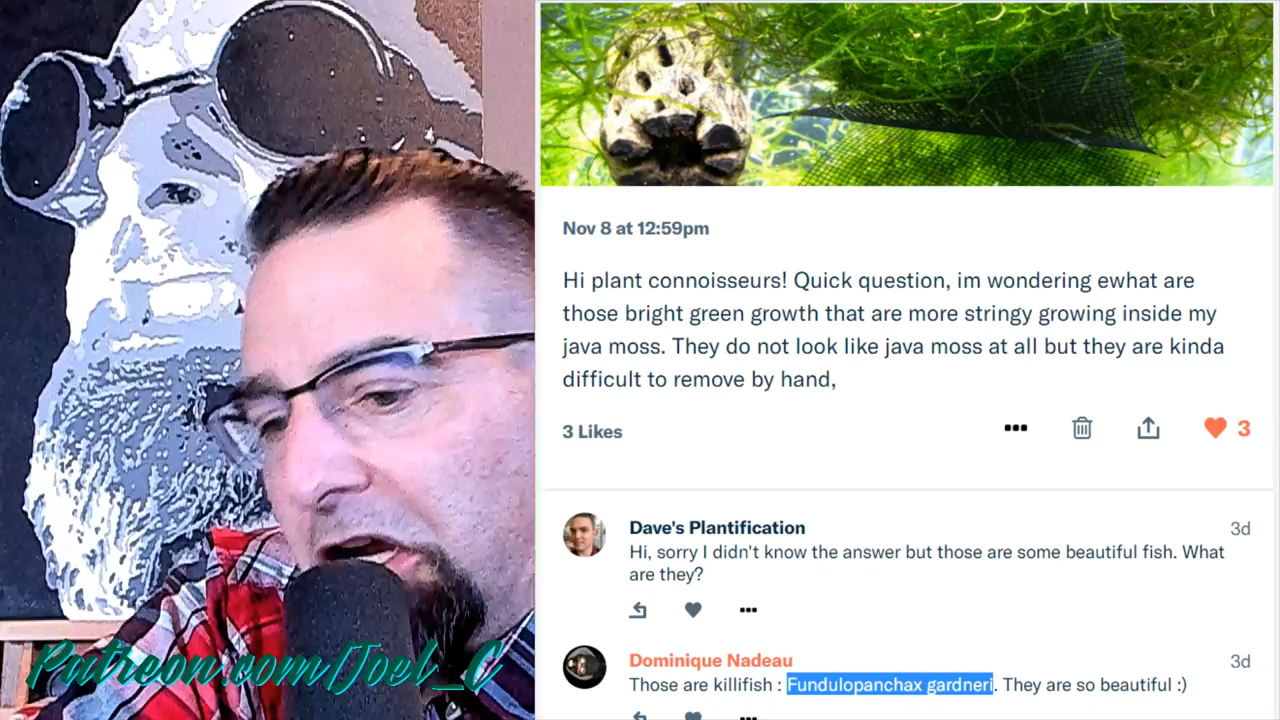 Nov 8 at 12:59pm
Hi plant connoisseurs! Quick question, im wondering ewhat are
those bright green growth that are more stringy growing inside my
java moss. They do not look like java moss at all but they are kinda
difficult to remove by hand,
3 Likes
3
Dave's Plantification
3d
Hi, sorry I didn't know the answer but those are some beautiful fish. What
are they?
Dominique Nadeau
3d
Those are killifish : Fundulopanchax gardneri. They are so beautiful :)
Patreon.com/Joel_C